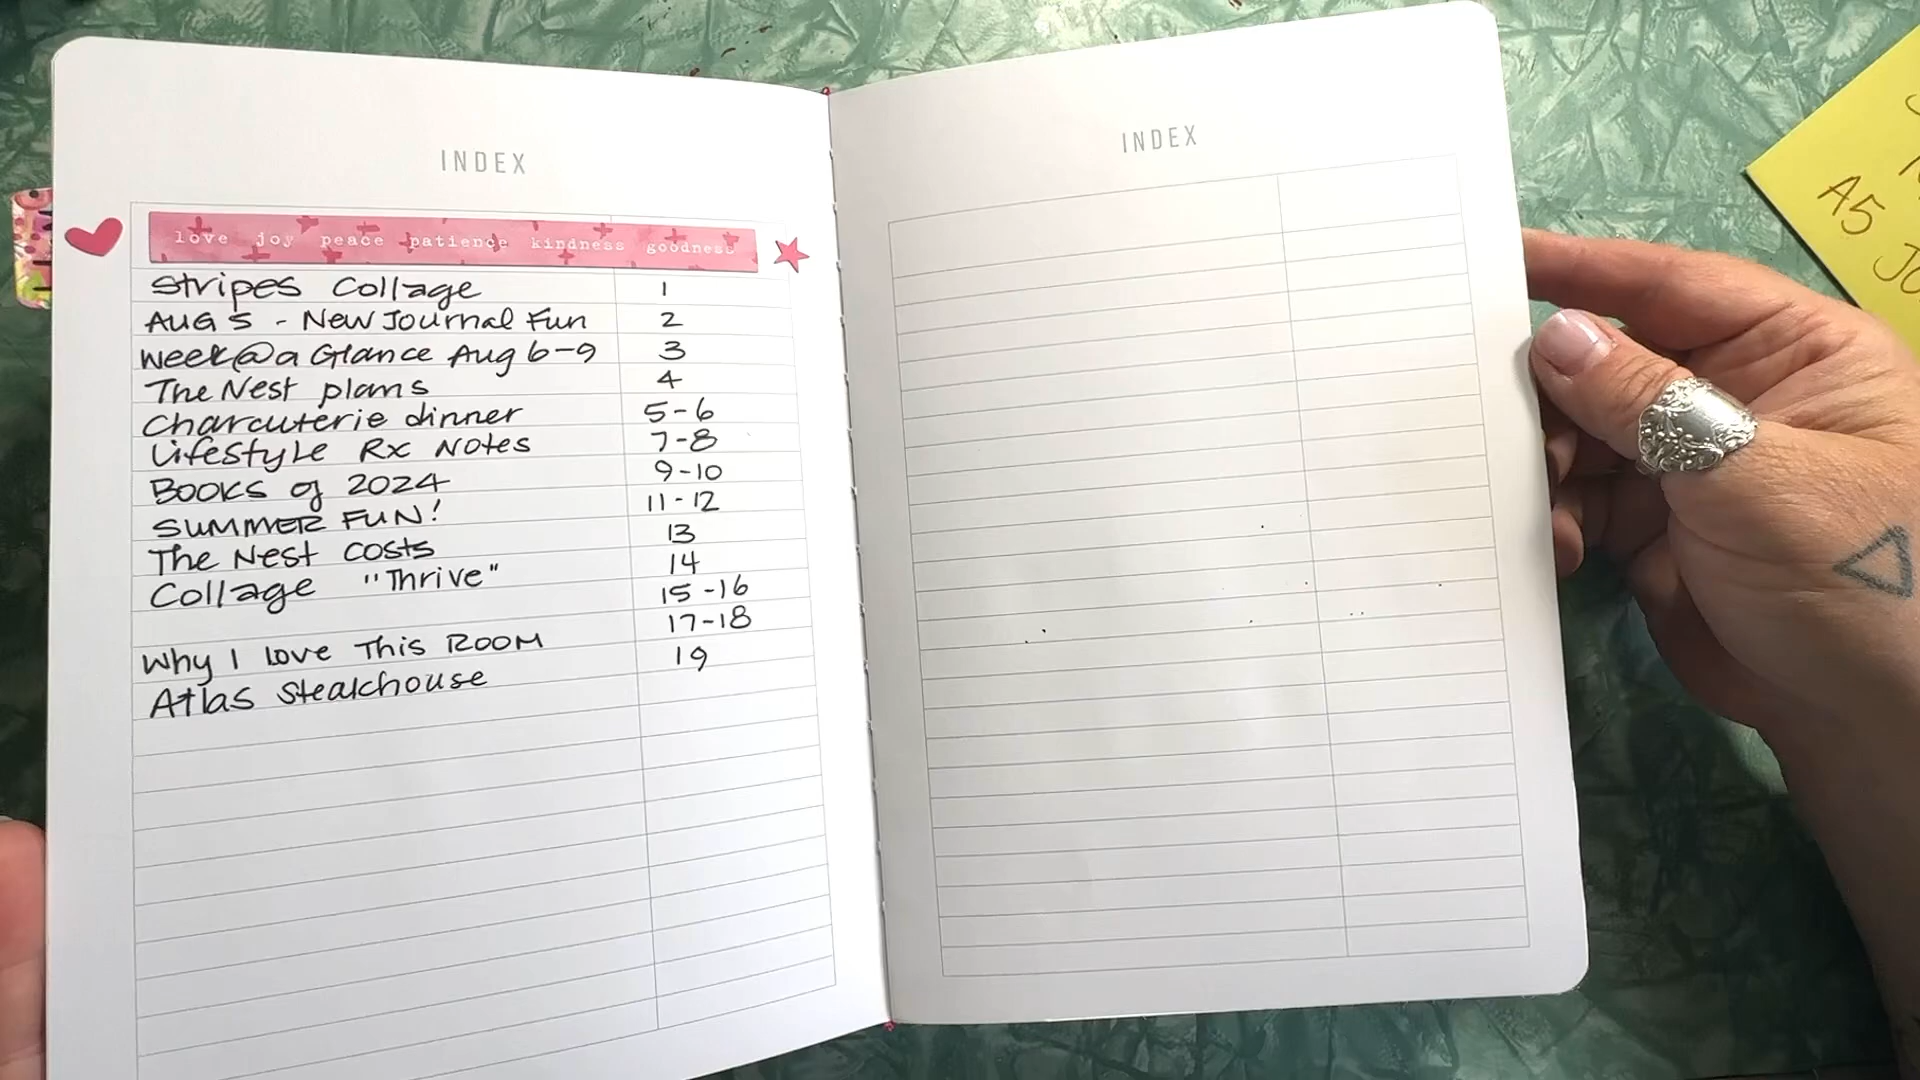 INDEX
love joy peace patience kindness goodness
Stripes Collage 1
AUG 5 - New Journal Fun 2
Week@a Glance Aug 6-9 3
The Nest plans 4
Charcuterie dinner 5-6
Lifestyle Rx Notes 7-8
Books of 2024 9-10
SUMMER FUN! 11-12
The Nest costs 13
Collage "Thrive" 14
15-16
Why I love This ROOM 17-18
Atlas Steakhouse 19
INDEX
A5